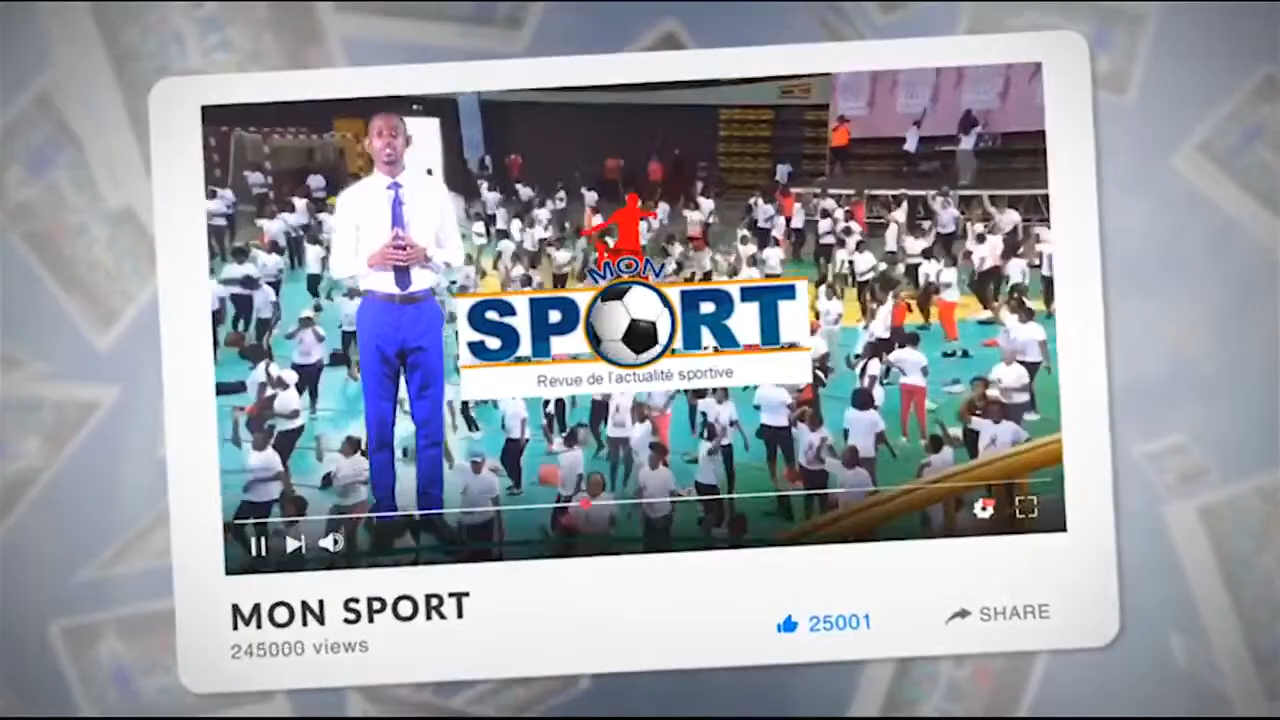 MON
SPORT
Revue de l'actualité sportive
MON SPORT
245000 views
25001
SHARE